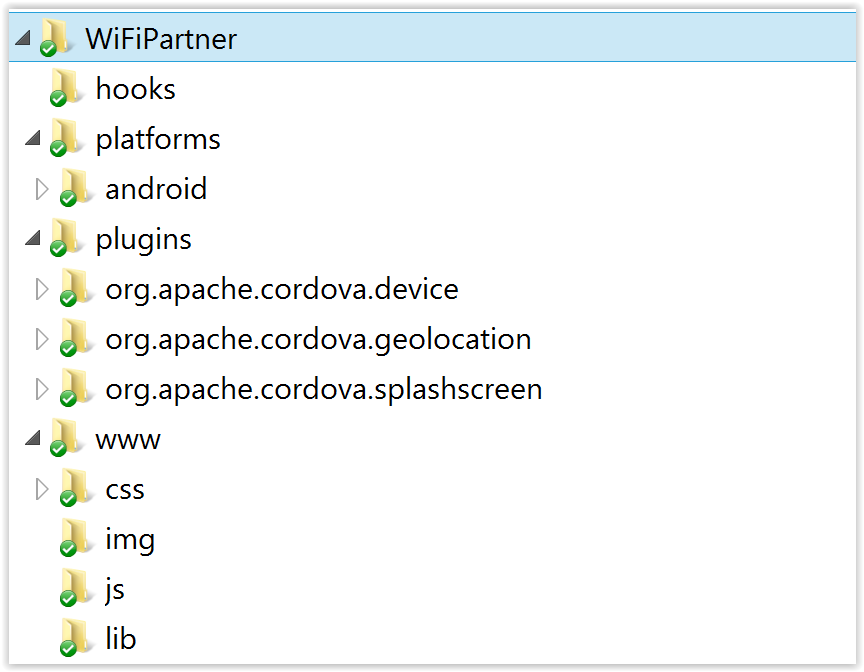 WiFiPartner
hooks
platforms
android
plugins
org.apache.cordova.device
org.apache.cordova.geolocation
org.apache.cordova.splashscreen
www
css
img
js
lib